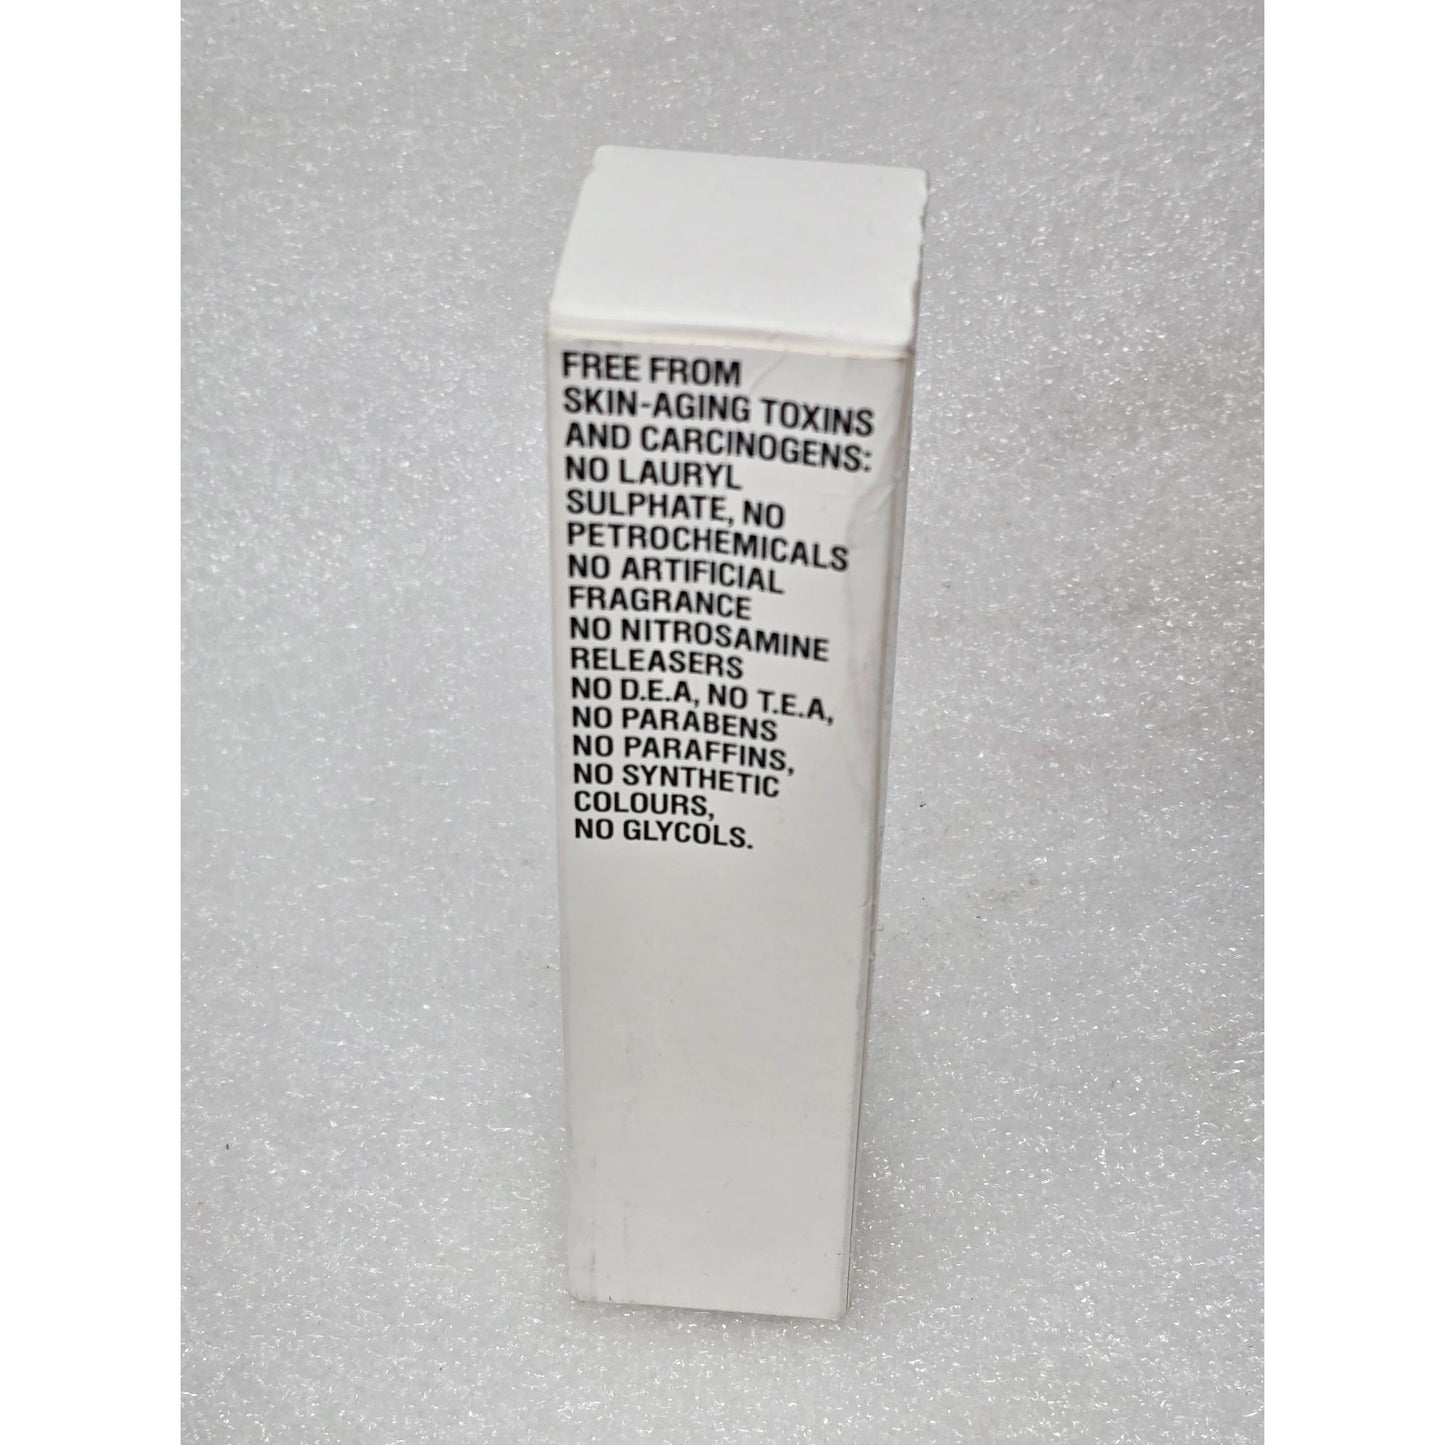 FREE FROM
SKIN-AGING TOXINS
AND CARCINOGENS:
NO LAURYL
SULPHATE, NO
PETROCHEMICALS
NO ARTIFICIAL
FRAGRANCE
NO NITROSAMINE
RELEASERS
NO D.E.A, NO T.E.A,
NO PARABENS
NO PARAFFINS,
NO SYNTHETIC
COLOURS,
NO GLYCOLS.